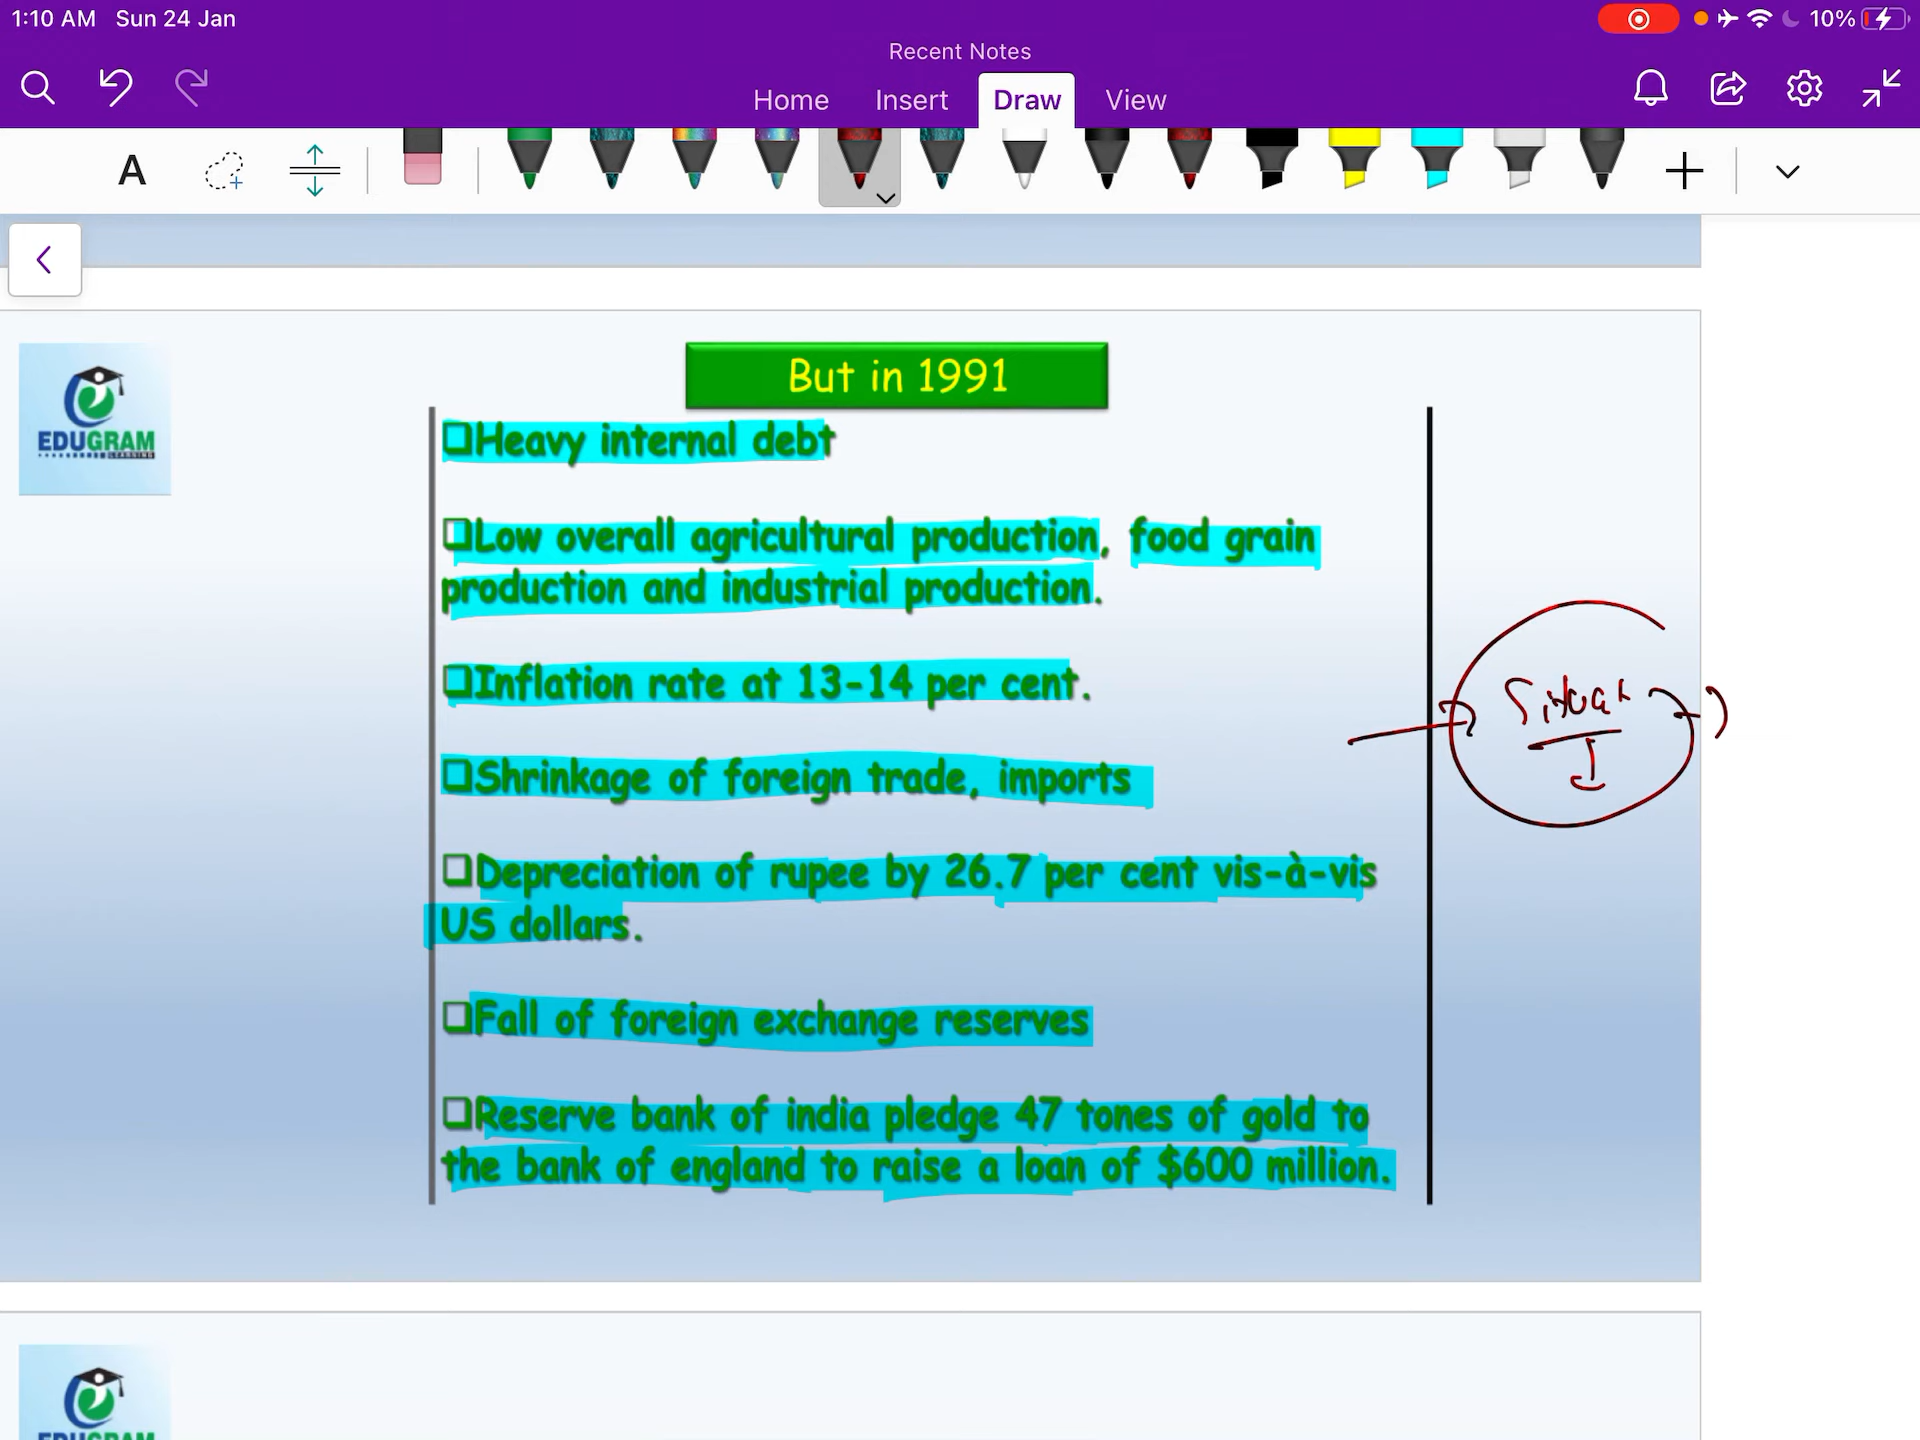 1:10 AM Sun 24 Jan
10%
Recent Notes
Home Insert Draw View
A
EDUGRAM
LEARNING
But in 1991
❑Heavy internal debt
❑Low overall agricultural production, food grain
production and industrial production.
❑Inflation rate at 13-14 per cent.
❑Shrinkage of foreign trade, imports
❑Depreciation of rupee by 26.7 per cent vis-à-vis
US dollars.
❑Fall of foreign exchange reserves
❑Reserve bank of india pledge 47 tones of gold to
the bank of england to raise a loan of $600 million.
EDUGRAM